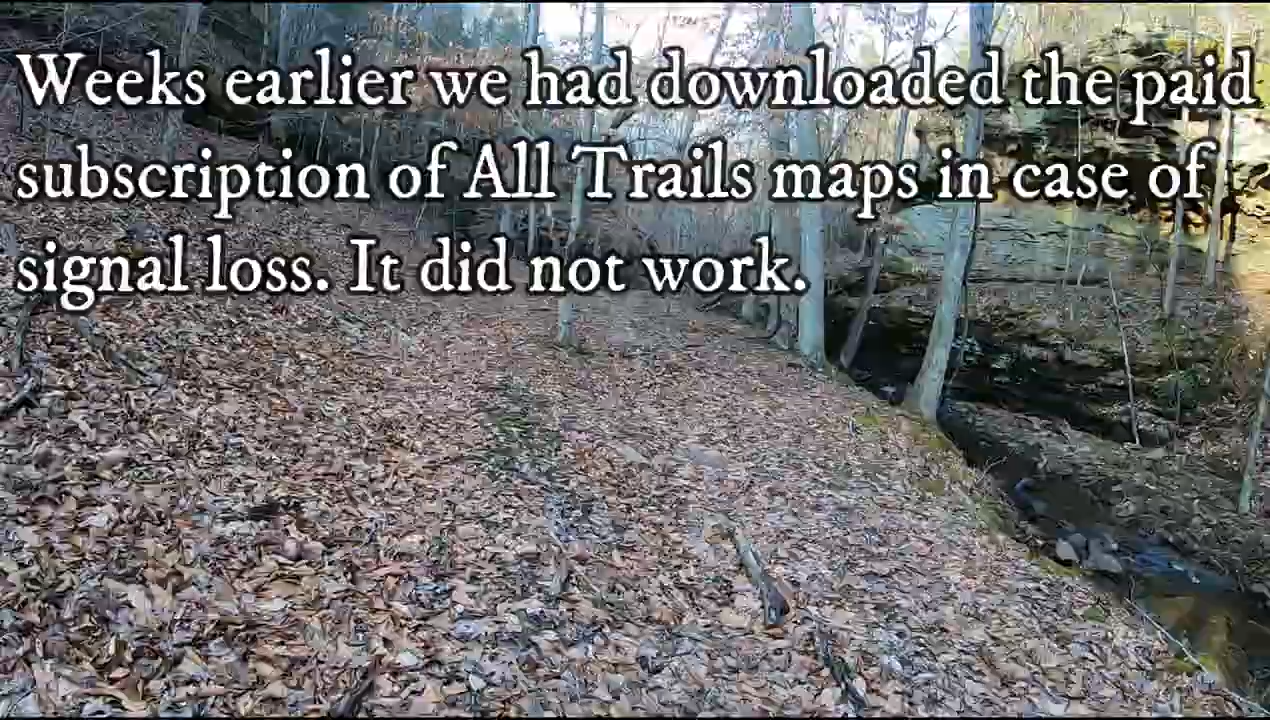 Weeks earlier we had downloaded the paid
subscription of All Trails maps in case of
signal loss. It did not work.